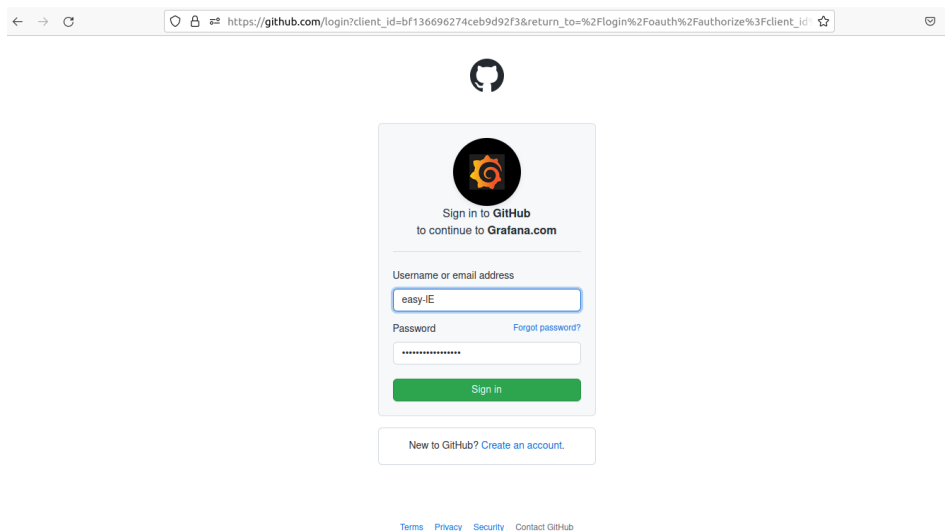 https://github.com/login?client_id=bf136696274ceb9d92f3&return_to=%2Flogin%2Foauth%2Fauthorize%3Fclient_id
Sign in to GitHub
to continue to Grafana.com
Username or email address
easy-IE
Password Forgot password?
Sign in
New to GitHub? Create an account.
Terms Privacy Security Contact GitHub